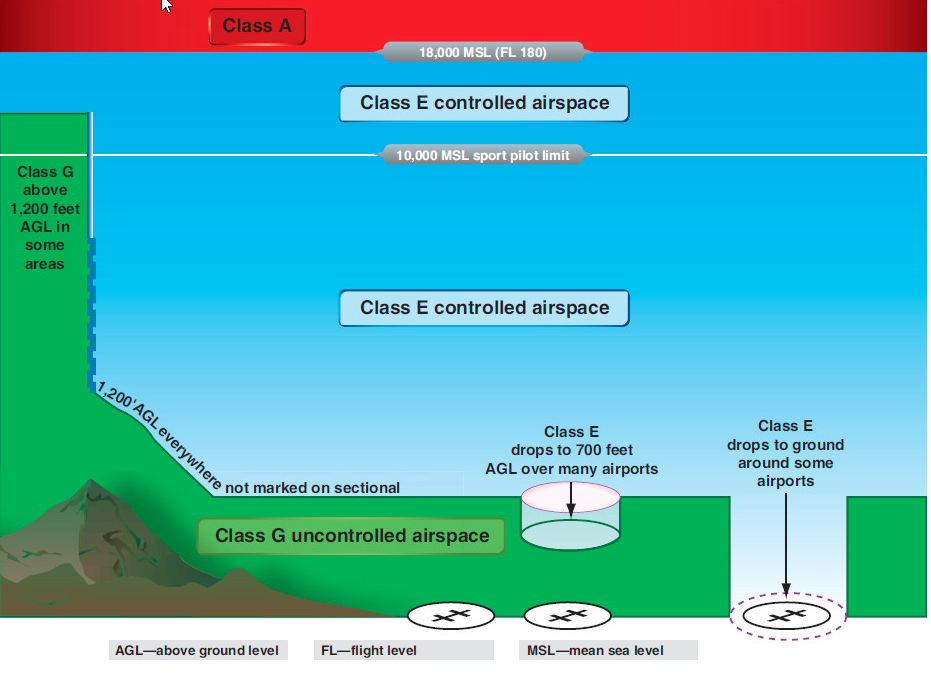 Class A
18,000 MSL (FL 180)
Class E controlled airspace
10,000 MSL sport pilot limit
Class G
above
1,200 feet
AGL in
some
areas
Class E controlled airspace
1,200'AGL everywhere
not marked on sectional
Class E
drops to 700 feet
AGL over many airports
Class E
drops to ground
around some
airports
Class G uncontrolled airspace
AGL—above ground level
FL—flight level
MSL—mean sea level